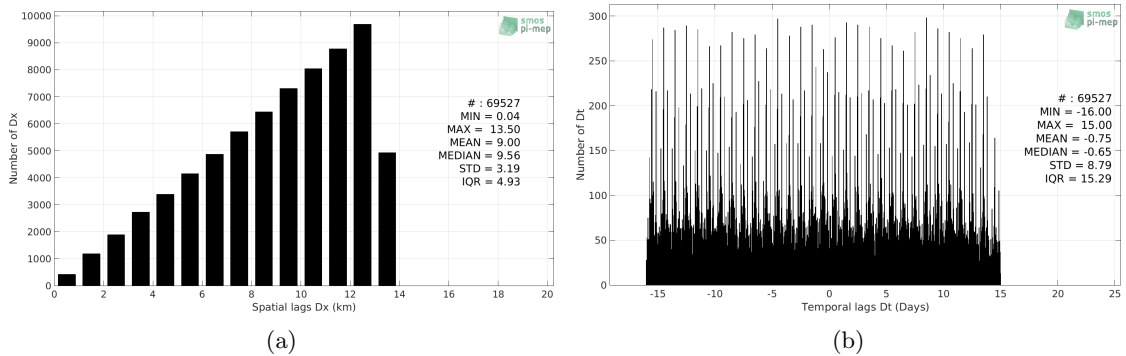 10000
9000
8000
7000
6000
5000
4000
3000
2000
1000
0
Number of Dx
0 2 4 6 8 10 12 14 16 18 20
Spatial lags Dx (km)
smos
pi-mep
# : 69527
MIN = 0.04
MAX = 13.50
MEAN = 9.00
MEDIAN = 9.56
STD = 3.19
IQR = 4.93
(a)
300
250
200
150
100
50
0
Number of Dt
-15 -10 -5 0 5 10 15 20 25
Temporal lags Dt (Days)
smos
pi-mep
# : 69527
MIN = -16.00
MAX = 15.00
MEAN = -0.75
MEDIAN = -0.65
STD = 8.79
IQR = 15.29
(b)